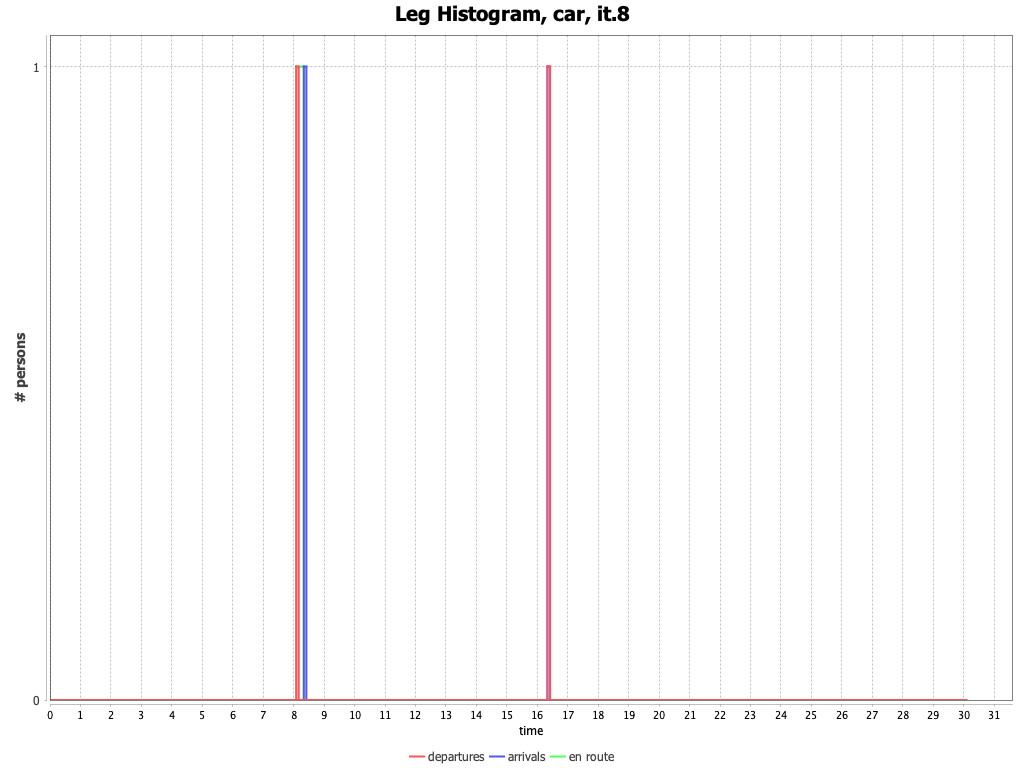 Leg Histogram, car, it.8
# persons
1
0
0 1 2 3 4 5 6 7 8 9 10 11 12 13 14 15 16 17 18 19 20 21 22 23 24 25 26 27 28 29 30 31
time
departures arrivals en route